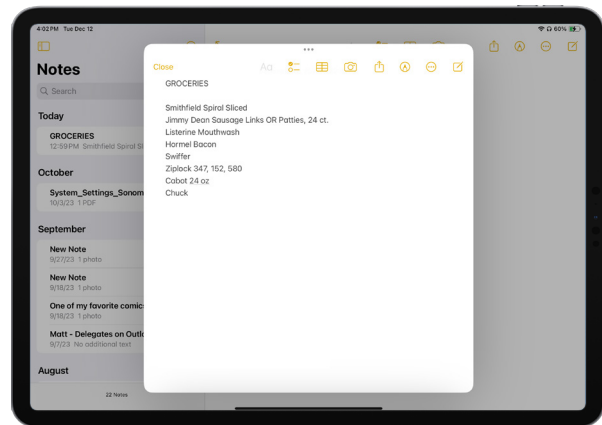 4:02 PM Tue Dec 12
60%
Notes
Search
Today
GROCERIES
12:59 PM Smithfield Spiral Sl
October
System_Settings_Sonom
10/3/23 1 PDF
September
New Note
9/27/23 1 photo
New Note
9/18/23 1 photo
One of my favorite comic
9/18/23 1 photo
Matt - Delegates on Outlo
9/7/23 No additional text
August
22 Notes
Close
Aa
GROCERIES
Smithfield Spiral Sliced
Jimmy Dean Sausage Links OR Patties, 24 ct.
Listerine Mouthwash
Hormel Bacon
Swiffer
Ziplock 347, 152, 580
Cabot 24 oz
Chuck